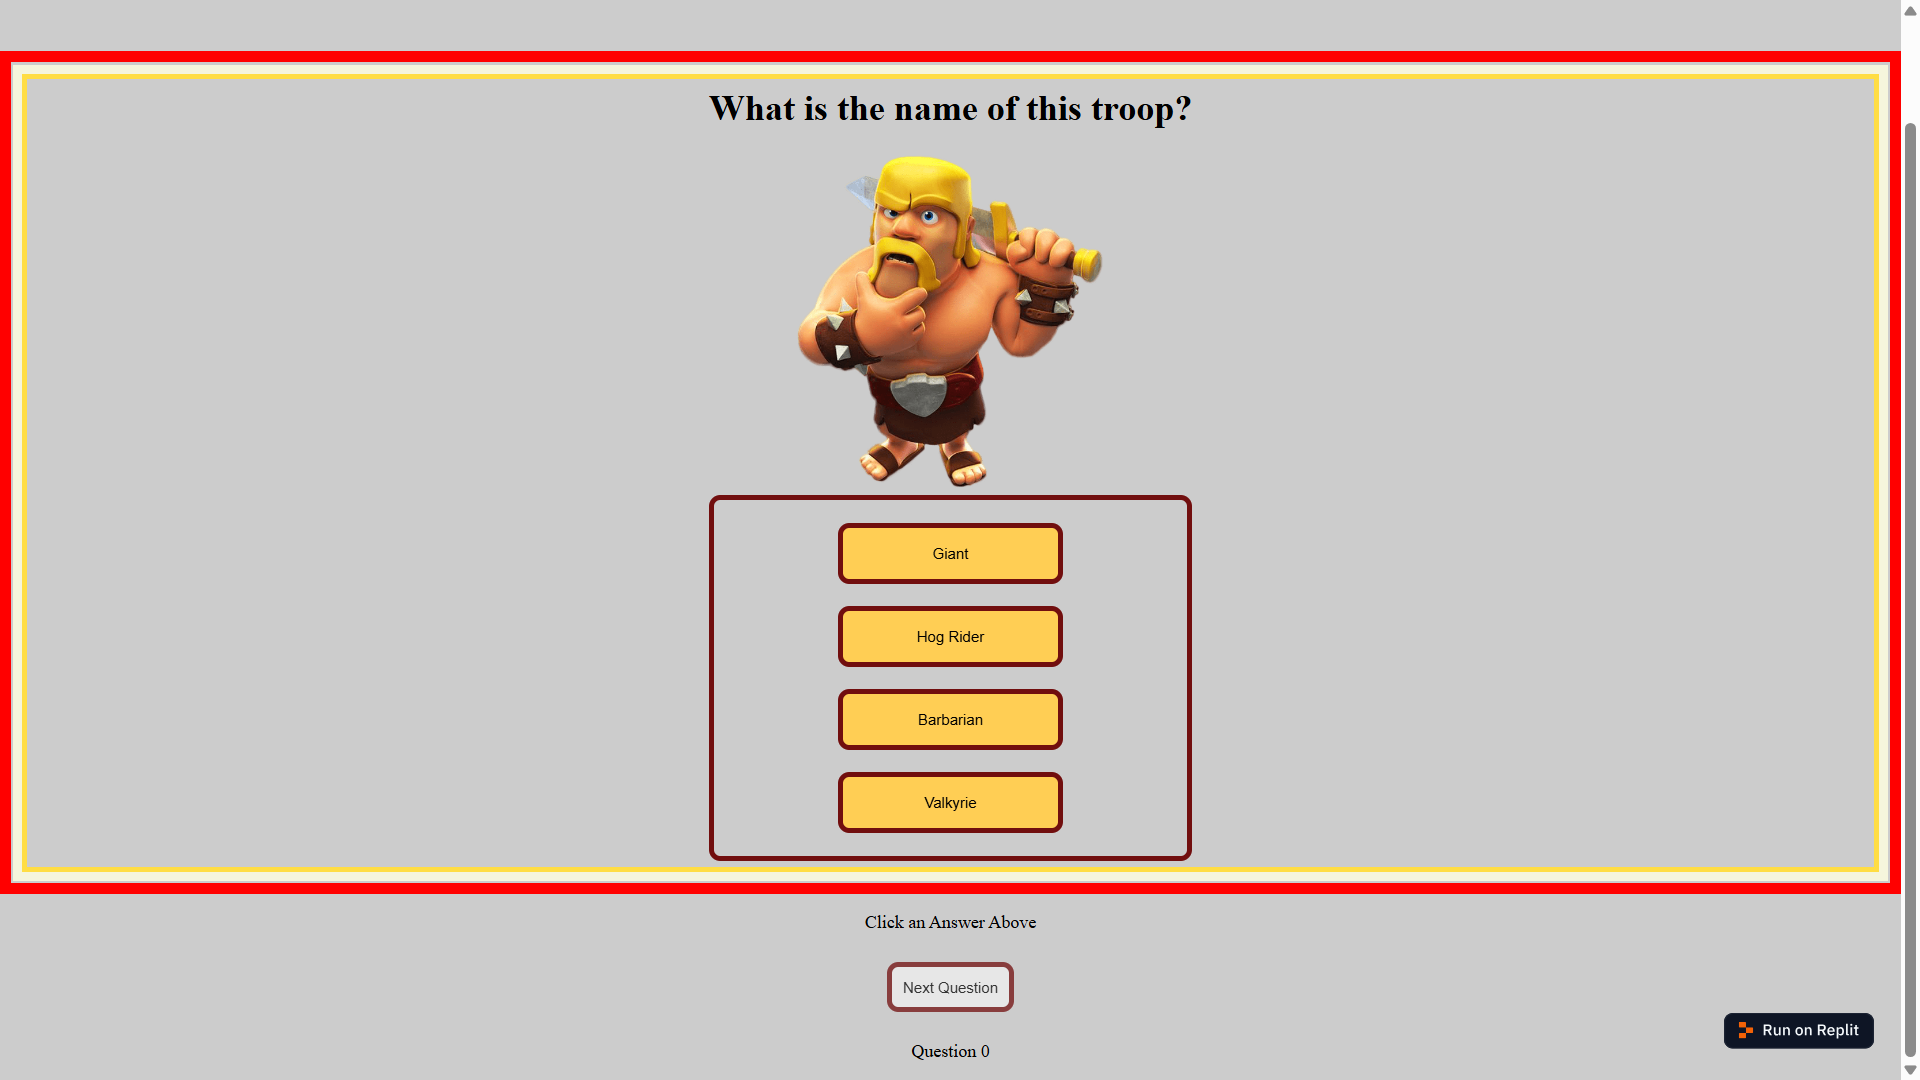 What is the name of this troop?
Giant
Hog Rider
Barbarian
Valkyrie
Click an Answer Above
Next Question
Run on Replit
Question 0